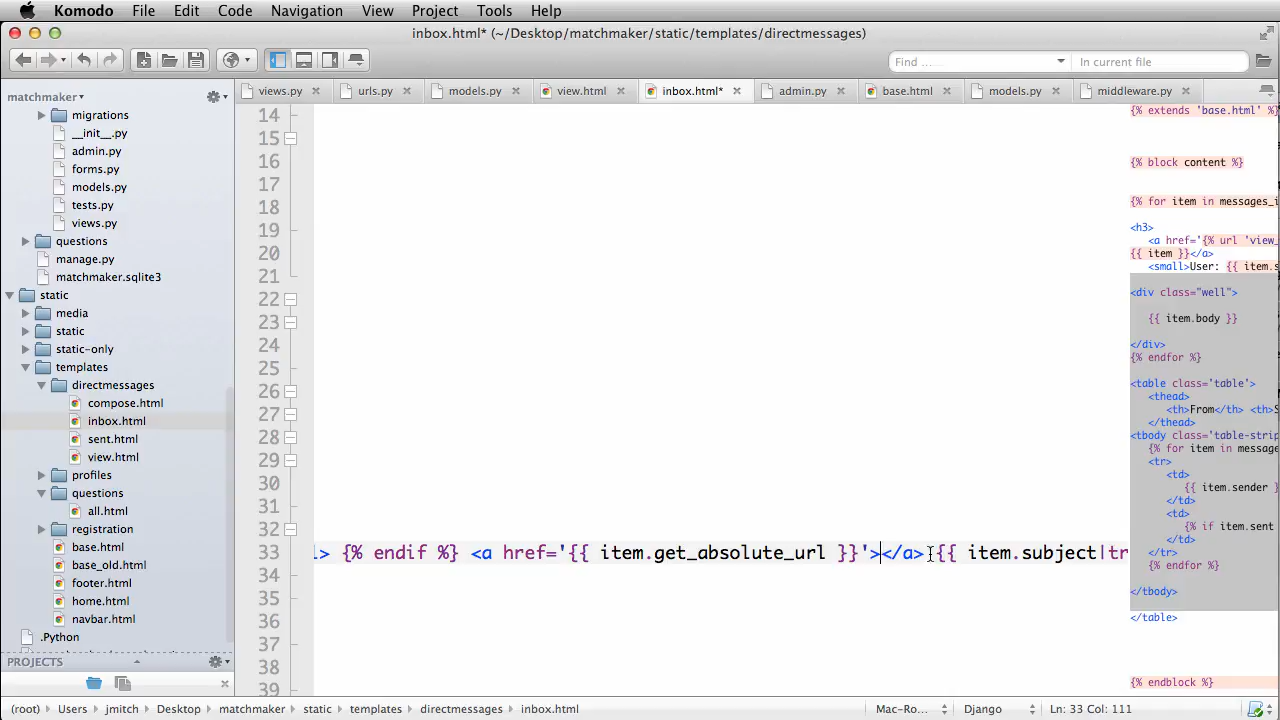 Komodo File Edit Code Navigation View Project Tools Help
inbox.html* (~/Desktop/matchmaker/static/templates/directmessages)
Find ... In current file
matchmaker
views.py urls.py models.py view.html inbox.html* admin.py base.html models.py middleware.py
migrations
__init__.py
admin.py
forms.py
models.py
tests.py
views.py
questions
manage.py
matchmaker.sqlite3
static
media
static
static-only
templates
directmessages
compose.html
inbox.html
sent.html
view.html
profiles
questions
all.html
registration
base.html
base_old.html
footer.html
home.html
navbar.html
.Python
PROJECTS
14
15
16
17
18
19
20
21
22
23
24
25
26
27
28
29
30
31
32
33 l> {% endif %} <a href='{{ item.get_absolute_url }}'></a> {{ item.subject|tr
34
35
36
37
38
39
{% extends 'base.html' %}
{% block content %}
{% for item in messages_i
<h3>
<a href='{% url 'view_
{{ item }}</a>
<small>User: {{ item.s
<div class="well">
{{ item.body }}
</div>
{% endfor %}
<table class='table'>
<thead>
<th>From</th> <th>S
</thead>
<tbody class='table-strip
{% for item in message
<tr>
<td>
{{ item.sender }
</td>
<td>
{% if item.sent
</td>
</tr>
{% endfor %}
</tbody>
</table>
{% endblock %}
(root) Users jmitch Desktop matchmaker static templates directmessages inbox.html Mac-Ro... Django Ln: 33 Col: 111